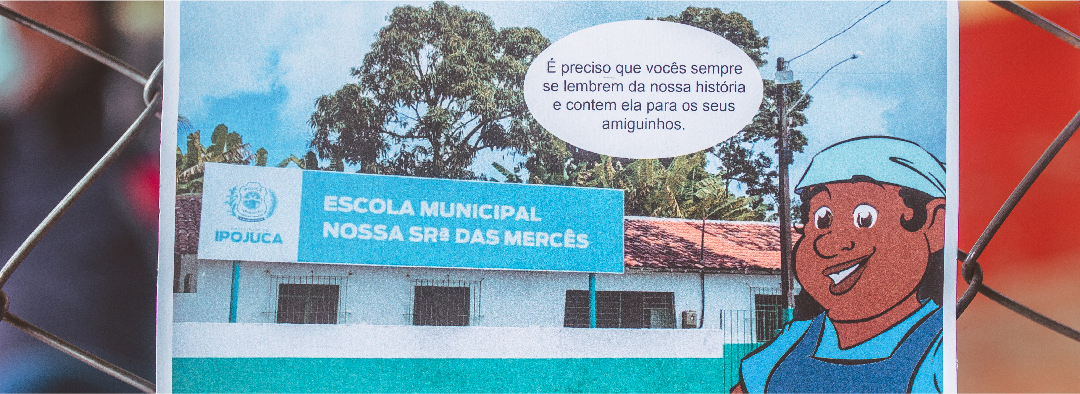 É preciso que vocês sempre
se lembrem da nossa história
e contem ela para os seus
amiguinhos.
ESCOLA MUNICIPAL
NOSSA SRª DAS MERCÊS
IPOJUCA